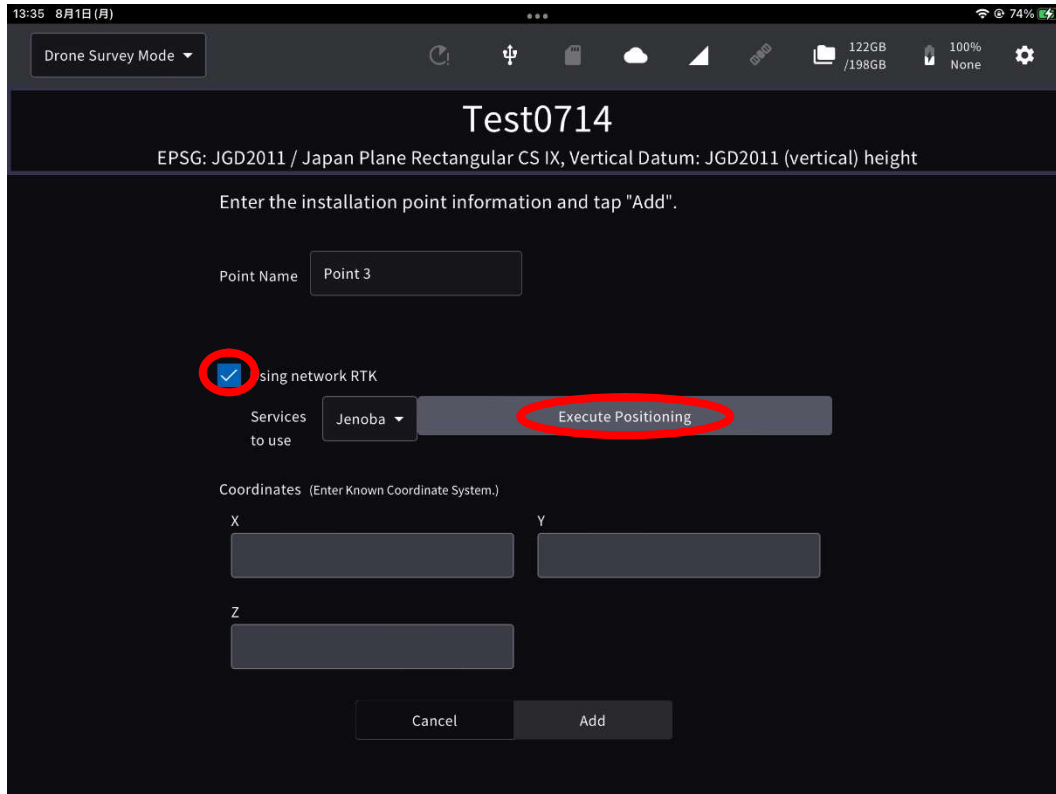 13:35 8月1日(月)
74%
Drone Survey Mode
122GB
/198GB
100%
None
Test0714
EPSG: JGD2011 / Japan Plane Rectangular CS IX, Vertical Datum: JGD2011 (vertical) height
Enter the installation point information and tap "Add".
Point Name
Point 3
sing network RTK
Services
to use
Jenoba
Execute Positioning
Coordinates (Enter Known Coordinate System.)
X
Y
Z
Cancel
Add